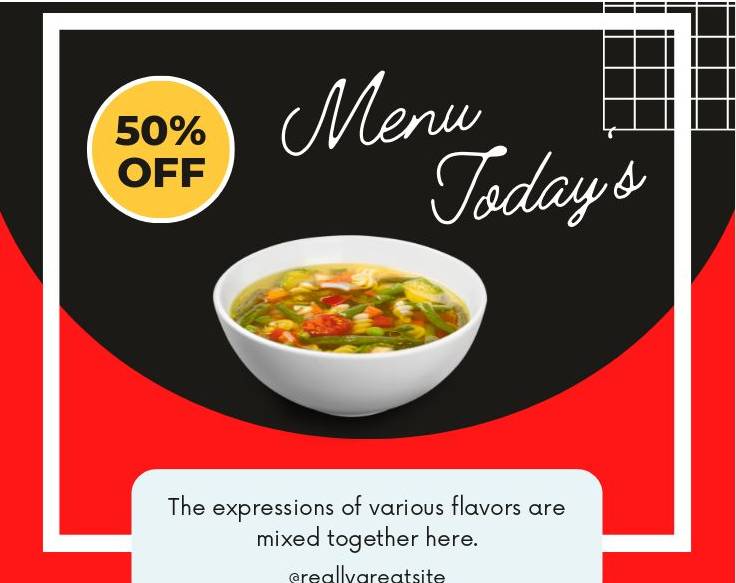 50%
OFF
Menu
Today's
The expressions of various flavors are
mixed together here.
@reallygreatsite